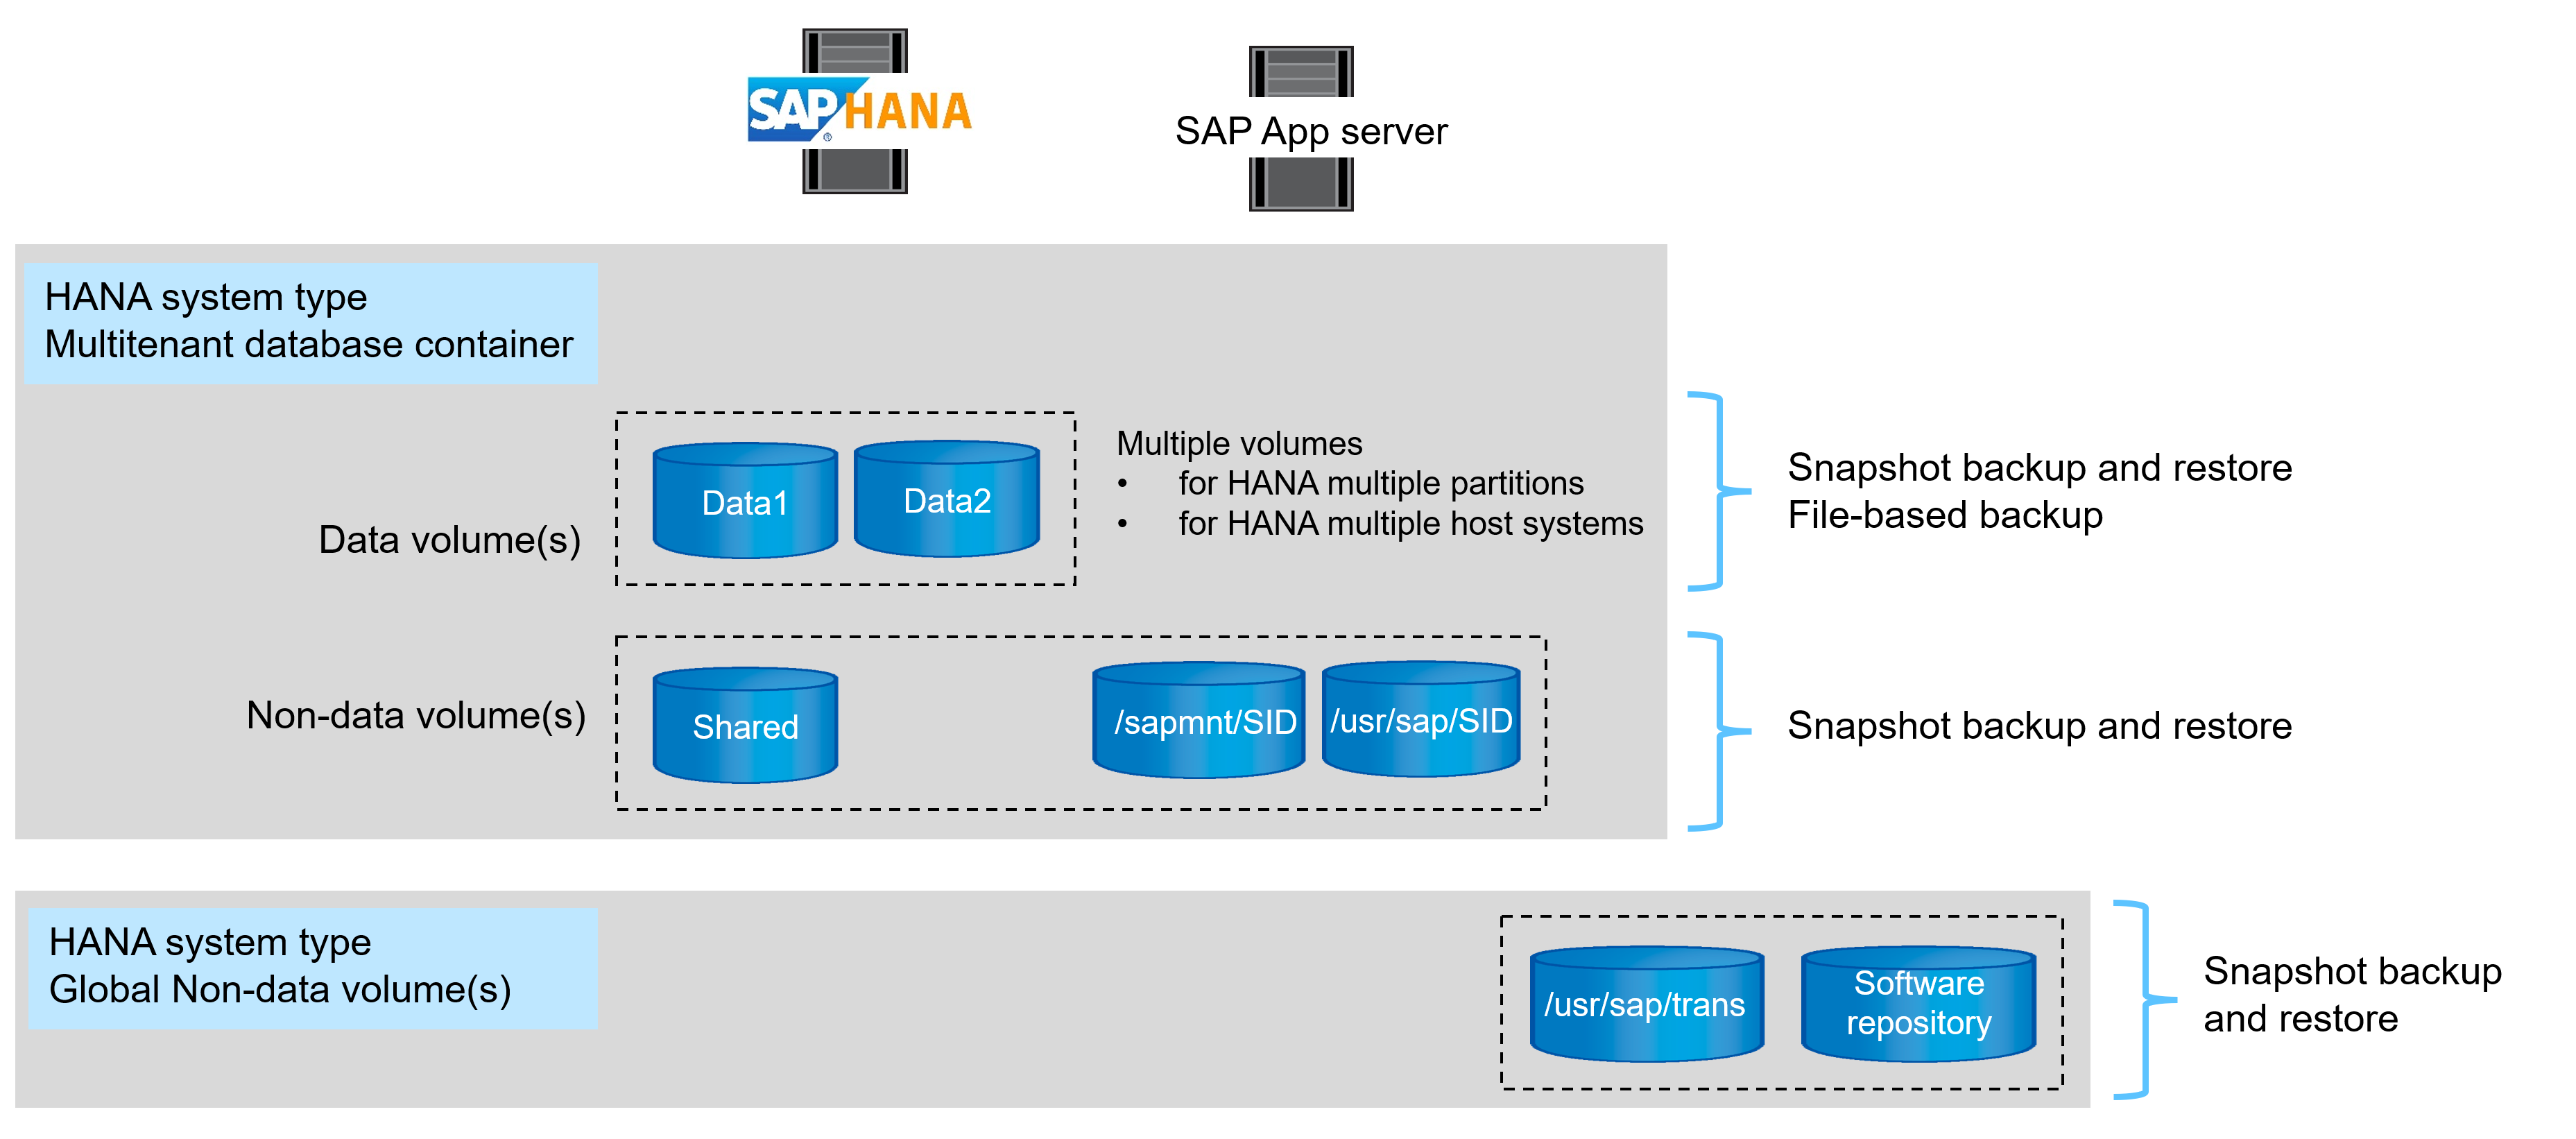 SAP HANA
®
SAP App server
HANA system type
Multitenant database container
Data volume(s)
Data1
Data2
Multiple volumes
• for HANA multiple partitions
• for HANA multiple host systems
Snapshot backup and restore
File-based backup
Non-data volume(s)
Shared
/sapmnt/SID
/usr/sap/SID
Snapshot backup and restore
HANA system type
Global Non-data volume(s)
/usr/sap/trans
Software
repository
Snapshot backup
and restore